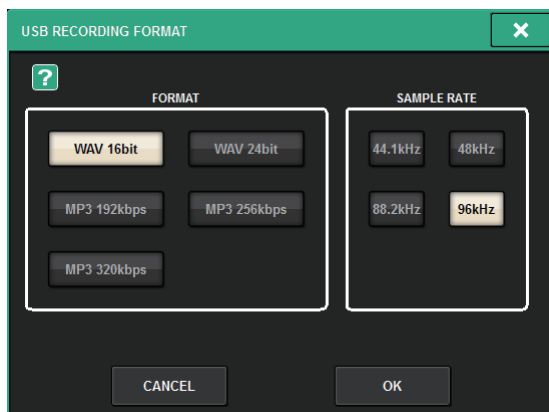 USB RECORDING FORMAT
?
FORMAT
WAV 16bit
WAV 24bit
MP3 192kbps
MP3 256kbps
MP3 320kbps
SAMPLE RATE
44.1kHz
48kHz
88.2kHz
96kHz
CANCEL
OK